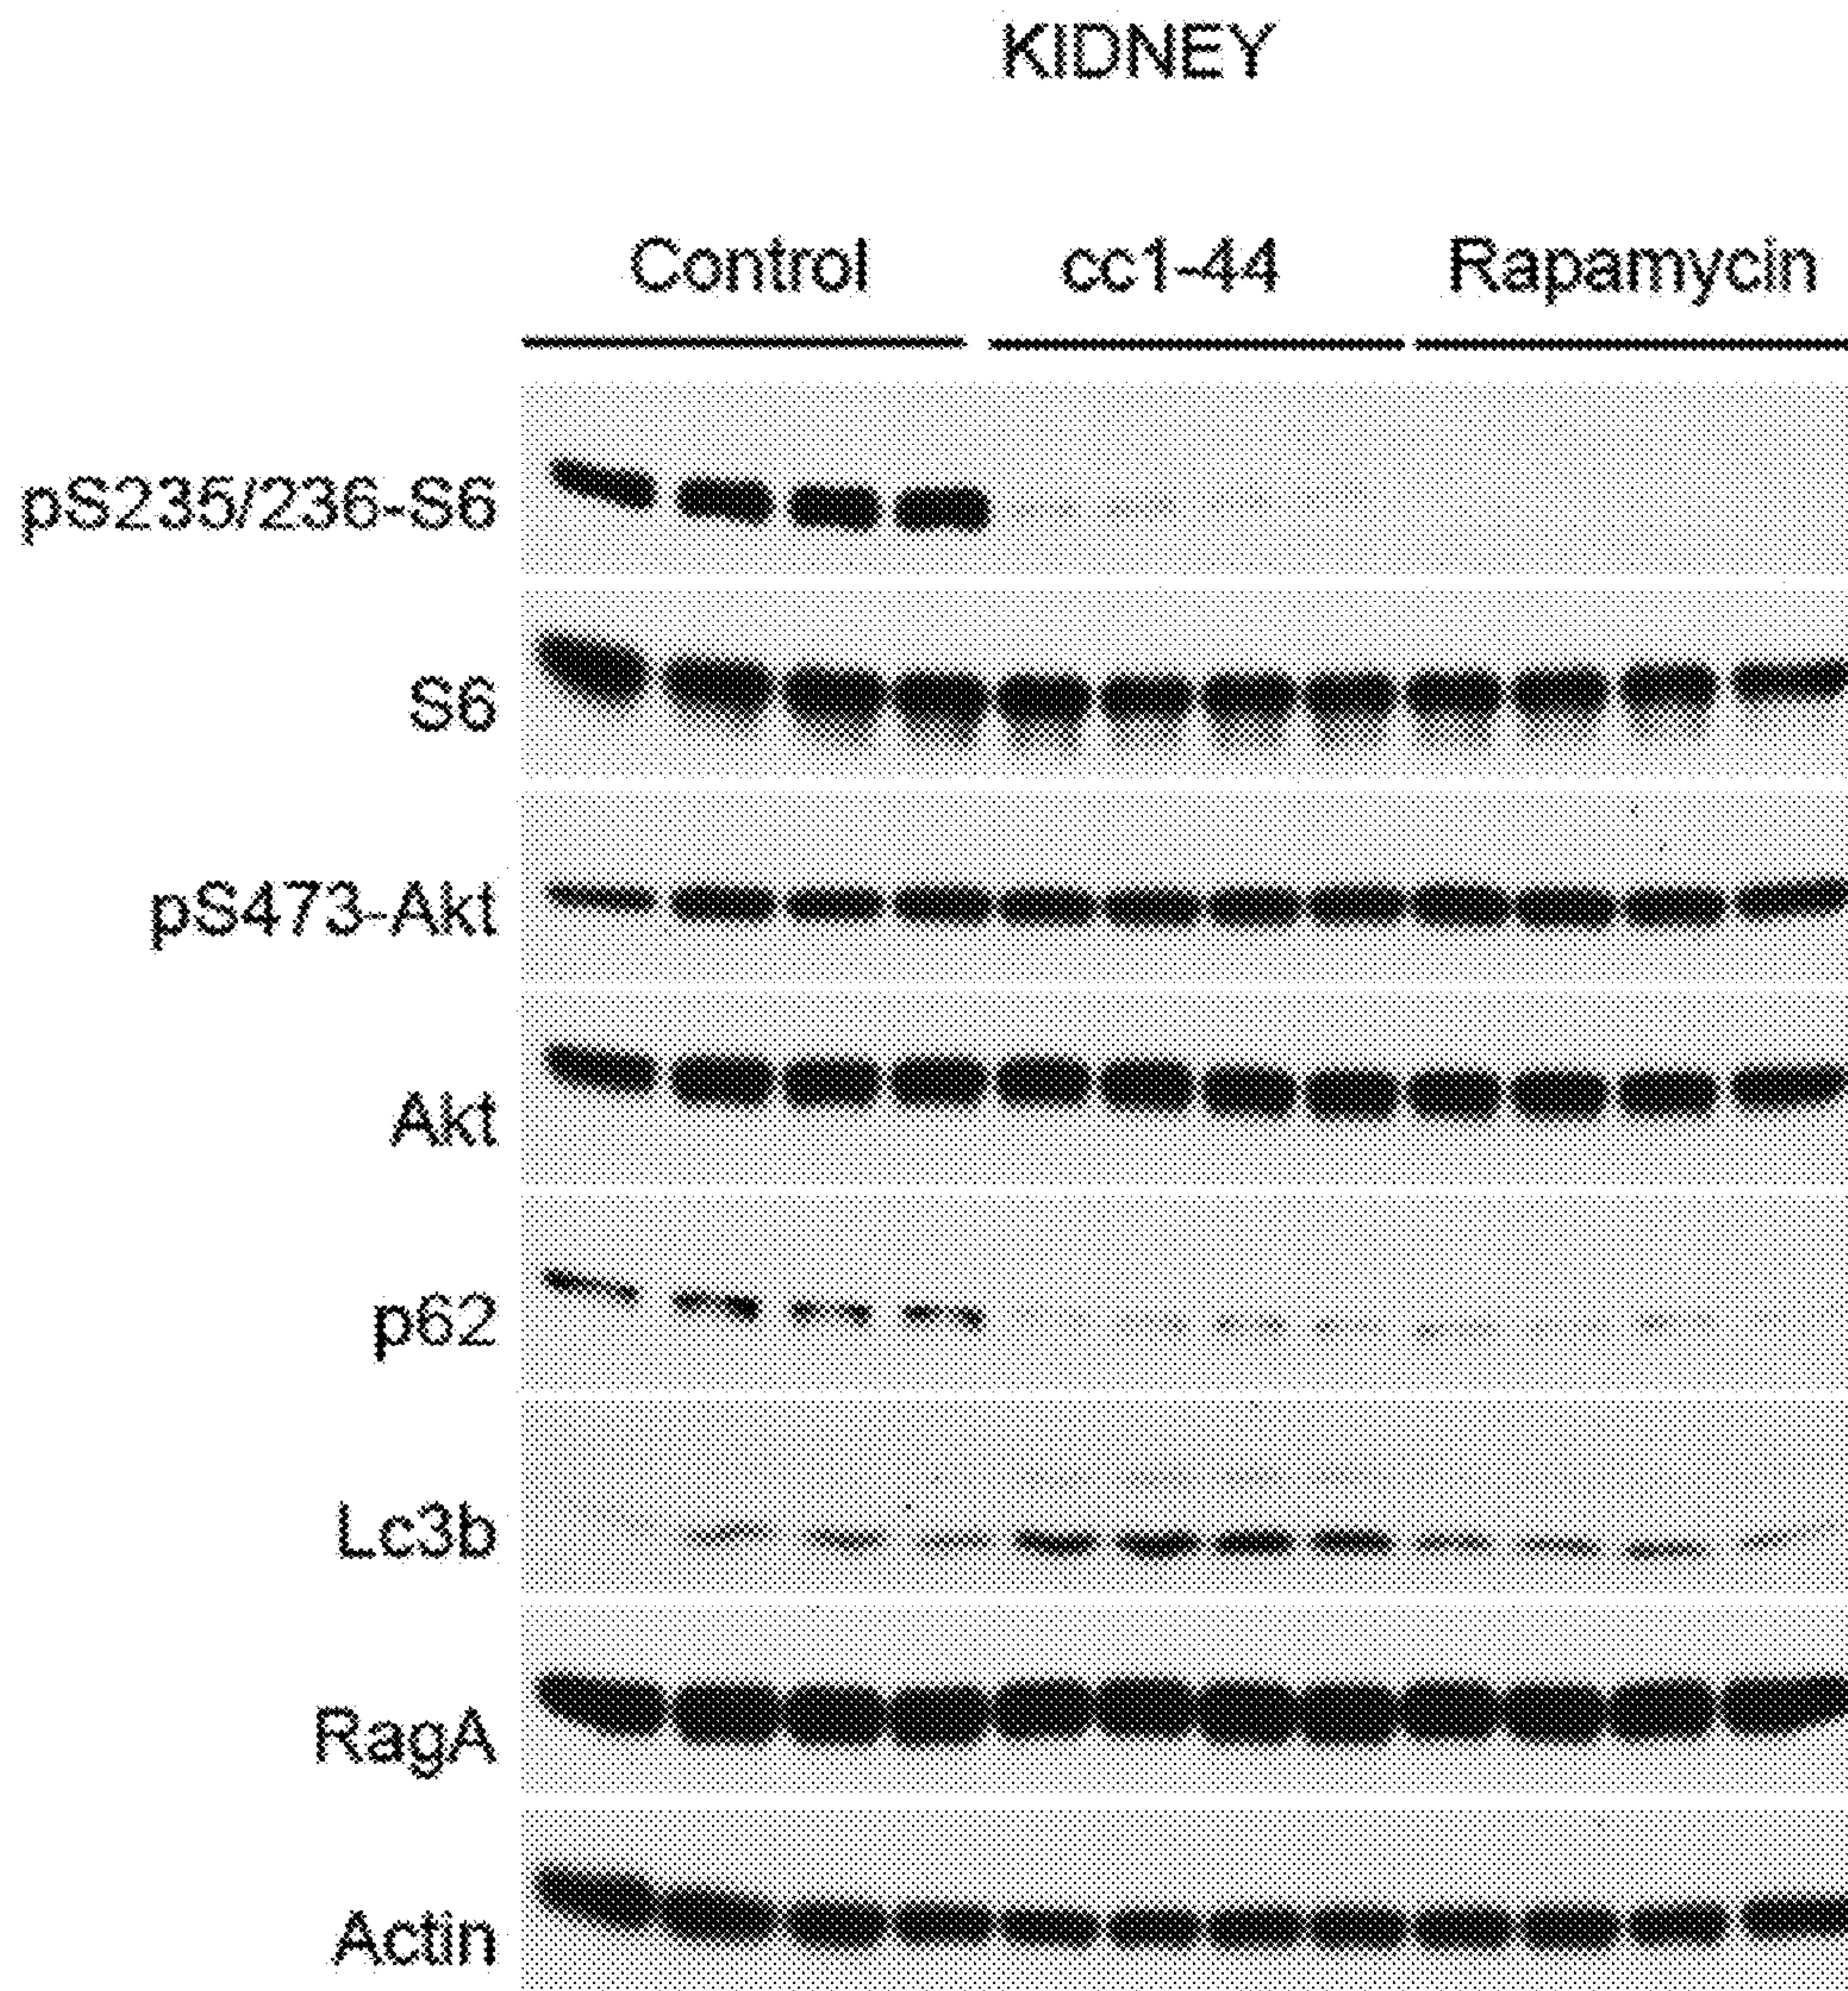 KIDNEY
Control cc1-44 Rapamycin
pS235/236-S6
S6
pS473-Akt
Akt
p62
Lc3b
RagA
Actin